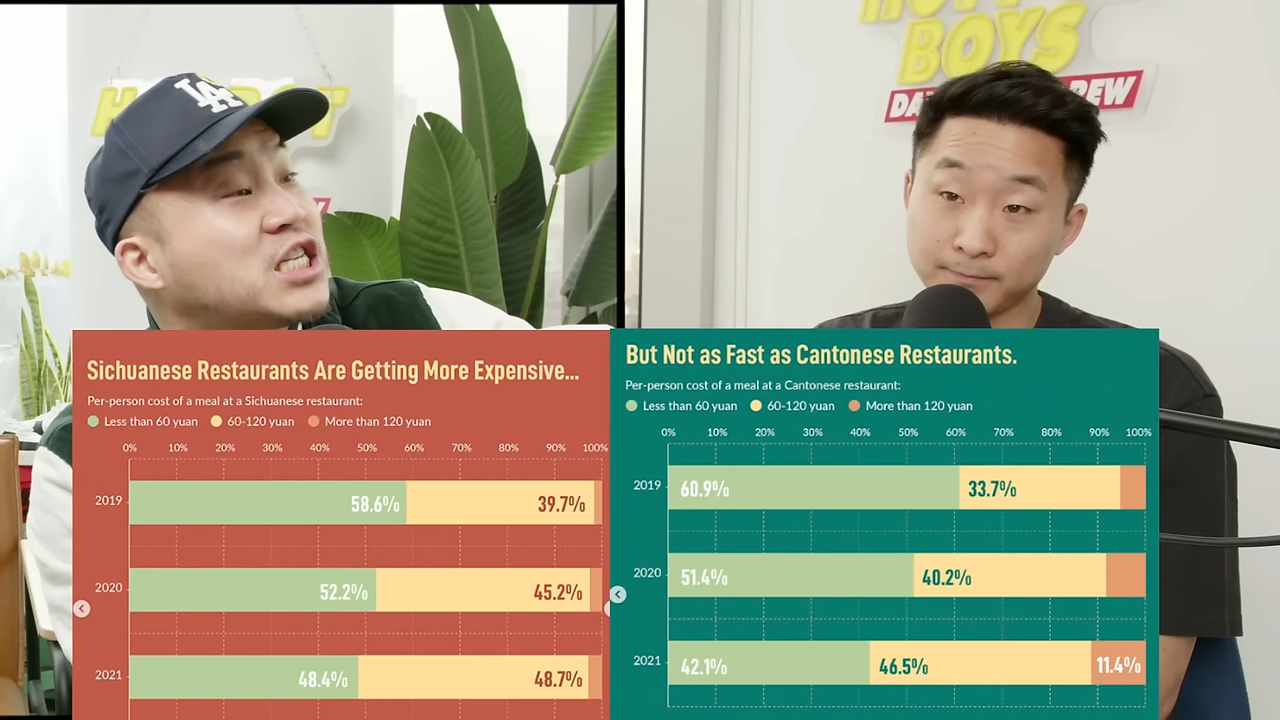 LA
BOYS
Sichuanese Restaurants Are Getting More Expensive...
Per-person cost of a meal at a Sichuanese restaurant:
Less than 60 yuan 60-120 yuan More than 120 yuan
0% 10% 20% 30% 40% 50% 60% 70% 80% 90% 100%
2019 58.6% 39.7%
2020 52.2% 45.2%
2021 48.4% 48.7%
But Not as Fast as Cantonese Restaurants.
Per-person cost of a meal at a Cantonese restaurant:
Less than 60 yuan 60-120 yuan More than 120 yuan
0% 10% 20% 30% 40% 50% 60% 70% 80% 90% 100%
2019 60.9% 33.7%
2020 51.4% 40.2%
2021 42.1% 46.5% 11.4%